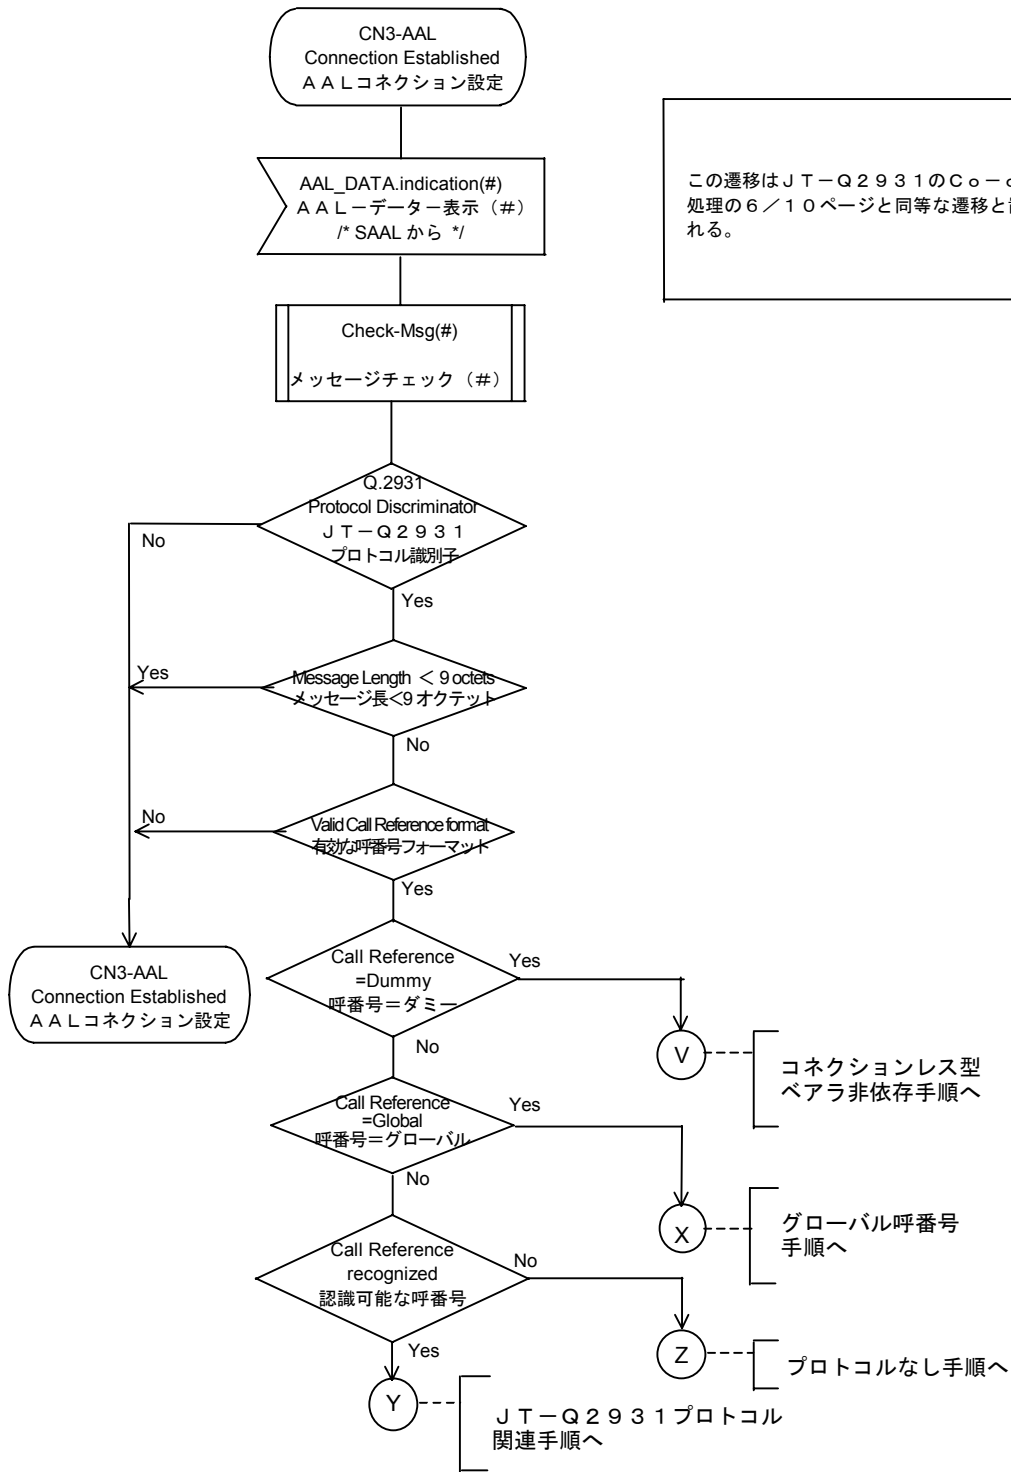 CN3-AAL
Connection Established
ＡＡＬコネクション設定
AAL_DATA.indication(#)
ＡＡＬーデーター表示（＃）
/* SAAL から */
この遷移はＪＴ－Ｑ２９３１のＣｏ－ｏ
処理の６／１０ページと同等な遷移と
れる。
Check-Msg(#)
メッセージチェック（＃）
Q.2931
Protocol Discriminator
ＪＴ－Ｑ２９３１
プロトコル識別子
No
Yes
Message Length ＜ 9 octets
メッセージ長<9 オクテット
Yes
No
Valid Call Reference format
有効な呼番号フォーマット
No
Yes
CN3-AAL
Connection Established
ＡＡＬコネクション設定
Call Reference
=Dummy
呼番号＝ダミー
Yes
No
V
コネクションレス型
ベアラ非依存手順へ
Call Reference
=Global
呼番号＝グローバル
Yes
No
X
グローバル呼番号
手順へ
Call Reference
recognized
認識可能な呼番号
No
Yes
Z
プロトコルなし手順へ
Y
ＪＴ－Ｑ２９３１プロトコル
関連手順へ